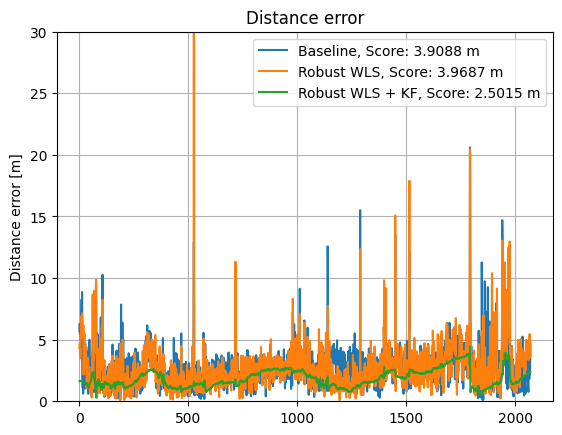 Distance error
Baseline, Score: 3.9088 m
Robust WLS, Score: 3.9687 m
Robust WLS + KF, Score: 2.5015 m
Distance error [m]
30
25
20
15
10
5
0
0 500 1000 1500 2000